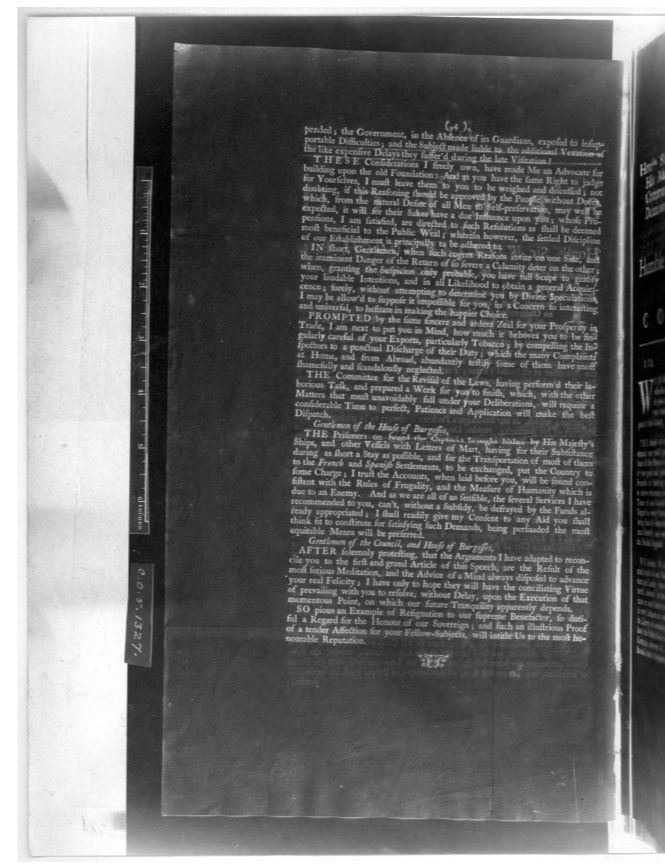 ( 4 )
pended; the Government, in the Absence of its Guardians, exposed to insup-
portable Difficulties; and the Subject made liable to the additional Vexation of
the like expensive Delays they suffer'd during the late Visitation?
THESE Considerations I freely own, have made Me an Advocate for
building upon the old Foundation: And as you have the same Right to judge
for Yourselves, I must leave them to you to be weighed and discussed; not
doubting, if this Reasoning should be approved by the People without Doors,
which, from the natural Desire of all Men to Self-preservation, may well be
expected, it will for their Sakes have a due Influence upon you; whose Pro-
pensions, I am satisfied, are directed to such Resolutions as shall be deemed
most beneficial to the Public Weal; wherein however, the settled Discipline
of our Establishment is principally to be adhered to.
IN short, Gentlemen, when such cogent Reasons invite on one Side,
the imminent Danger of the Return of so severe a Calamity deter on the other;
when, granting the Suspicion only probable, you have full Scope to gratify
your laudable Intentions, and in all Likelihood to obtain a general Acquies-
cence; surely, without attempting to determine you by Divine Speculations,
I may be allow'd to suppose it impossible for you, in a Concern so interesting
and universal, to hesitate in making the happier Choice.
PROMPTED by the same sincere and ardent Zeal for your Prosperity in
Trade, I am next to put you in Mind, how much it behoves you to be sin-
gularly careful of your Exports, particularly Tobacco; by compelling the In-
spectors to a punctual Discharge of their Duty; which the many Complaints
at Home, and from Abroad, abundantly testify some of them have most
shamefully and scandalously neglected.
THE Committee for the Revisal of the Laws, having perform'd their la-
borious Task, and prepared a Work for you to finish, which, with the other
Matters that must unavoidably fall under your Deliberations, will require a
considerable Time to perfect, Patience and Application will make the best
Dispatch.
Gentlemen of the House of Burgesses,
THE Prisoners on board the Captures brought hither by His Majesty's
Ships, and other Vessels with Letters of Mart, having for their Subsistance
during as short a Stay as possible, and for the Transportation of most of them
to the French and Spanish Settlements, to be exchanged, put the Country to
some Charge; I trust the Accounts, when laid before you, will be found con-
sistent with the Rules of Frugality, and the Measure of Humanity which is
due to an Enemy. And as we are all of us sensible, the several Services I have
recommended to you, can't, without a Subsidy, be defrayed by the Funds al-
ready appropriated; I shall readily give my Consent to any Aid you shall
think fit to constitute for satisfying such Demands, being persuaded the most
equitable Means will be preferred.
Gentlemen of the Council, and House of Burgesses,
AFTER solemnly protesting, that the Arguments I have adapted to recon-
cile you to the first and grand Article of this Speech, are the Result of the
most serious Meditation, and the Advice of a Mind always disposed to advance
your real Felicity; I have only to hope they will have the conciliating Virtue
of prevailing with you to resolve, without Delay, upon the Execution of that
momentous Point, on which our future Tranquility apparently depends.
SO pious an Example of Resignation to our supreme Benefactor, so duti-
ful a Regard for the Honour of our Sovereign; and such an illustrious Proof
of a tender Affection for your Fellow-Subjects, will intitle Us to the most ho-
nourable Reputation.
C.O.5/1327.